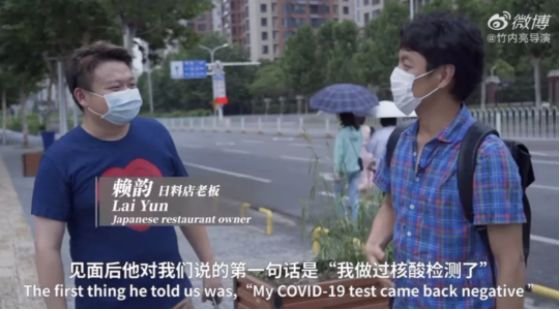 微博
@竹内亮导演
赖韵 日料店老板
Lai Yun
Japanese restaurant owner
见面后他对我们说的第一句话是“我做过核酸检测了”
The first thing he told us was,“My COVID-19 test came back negative”